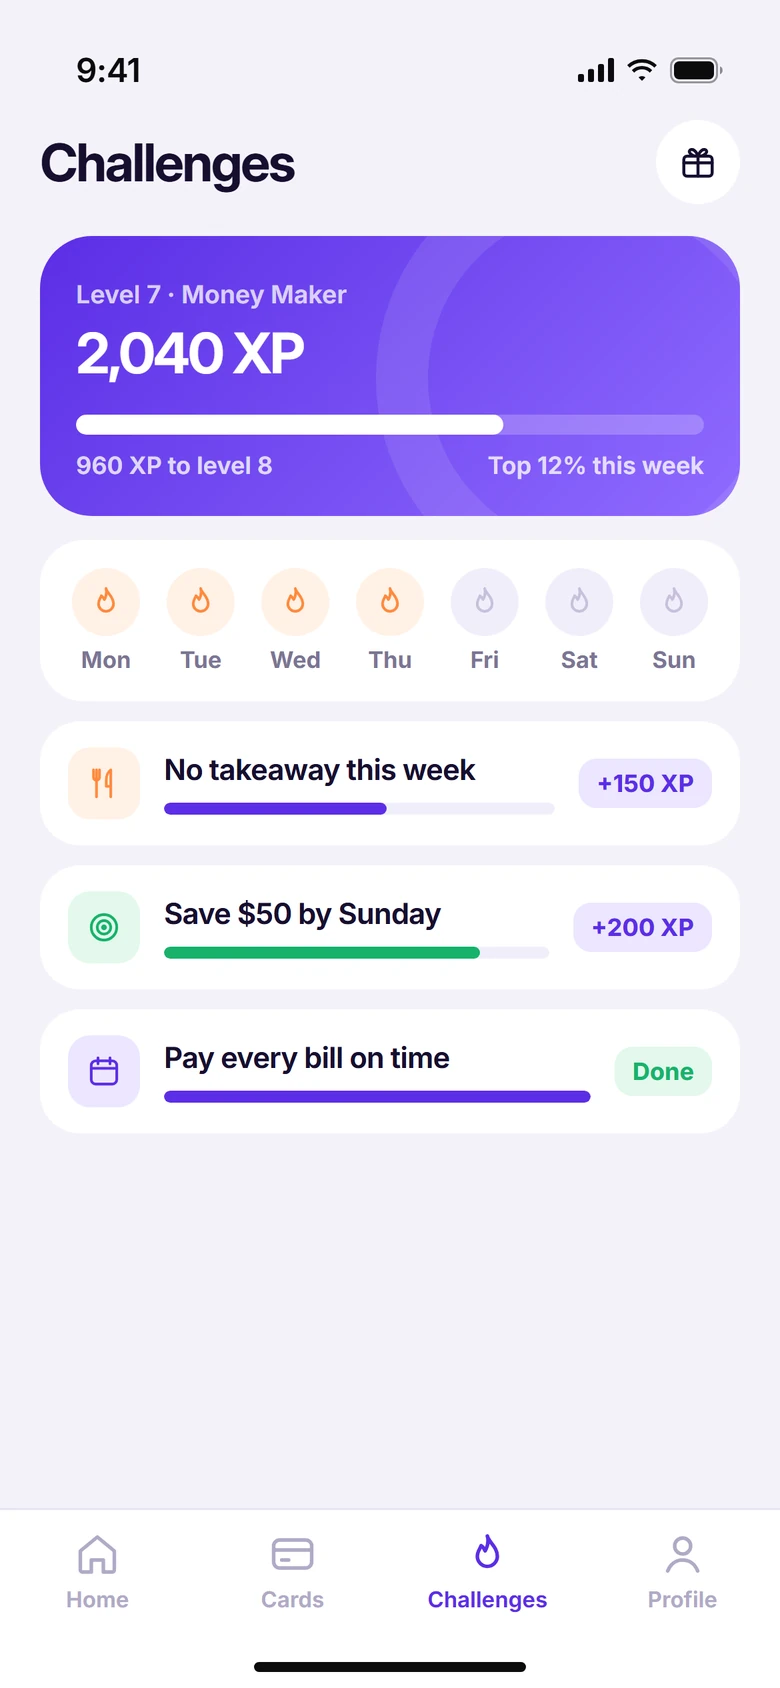 9:41
Challenges
Level 7 · Money Maker
2,040 XP
960 XP to level 8
Top 12% this week
Mon Tue Wed Thu Fri Sat Sun
No takeaway this week
+150 XP
Save $50 by Sunday
+200 XP
Pay every bill on time
Done
Home Cards Challenges Profile